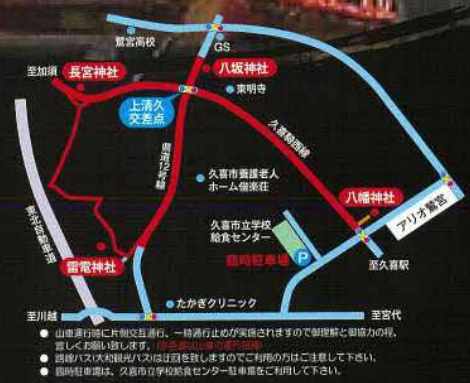 鷲宮高校
GS
至加須
長宮神社
八坂神社
東明寺
上清久
交差点
久喜騎西線
県道12号線
久喜市養護老人
ホーム偕楽荘
八幡神社
久喜市立学校
給食センター
アリオ鷲宮
東北自動車道
臨時駐車場
P
至久喜駅
雷電神社
たかぎクリニック
至川越
至宮代
● 山車運行時に片側交互通行、一時通行止めが実施されますので御理解と御協力の程、
宜しくお願い致します。
● 路線バス(大和観光バス)は迂回を致しますのでご利用の方はご注意して下さい。
● 臨時駐車場は、久喜市立学校給食センター駐車場をご利用して下さい。